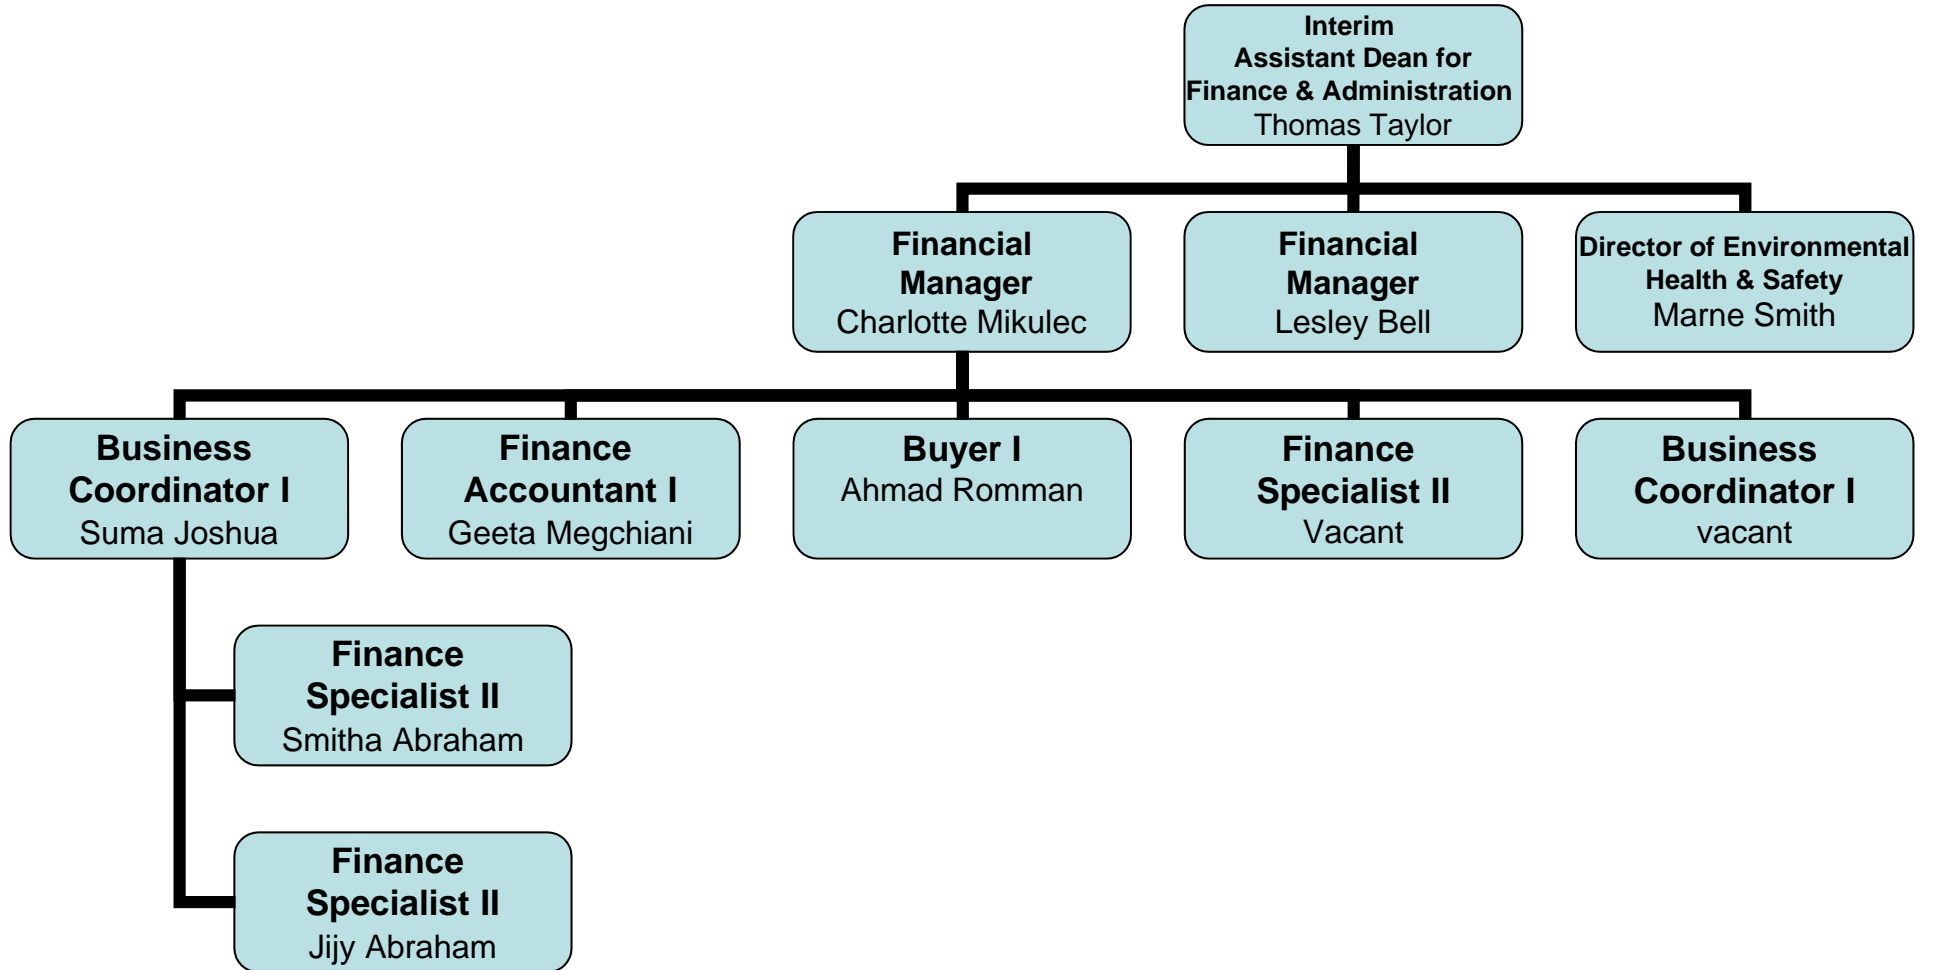 Interim
Assistant Dean for
Finance & Administration
Thomas Taylor
Financial
Manager
Charlotte Mikulec
Financial
Manager
Lesley Bell
Director of Environmental
Health & Safety
Marne Smith
Business
Coordinator I
Suma Joshua
Finance
Accountant I
Geeta Megchiani
Buyer I
Ahmad Romman
Finance
Specialist II
Vacant
Business
Coordinator I
vacant
Finance
Specialist II
Smitha Abraham
Finance
Specialist II
Jijy Abraham